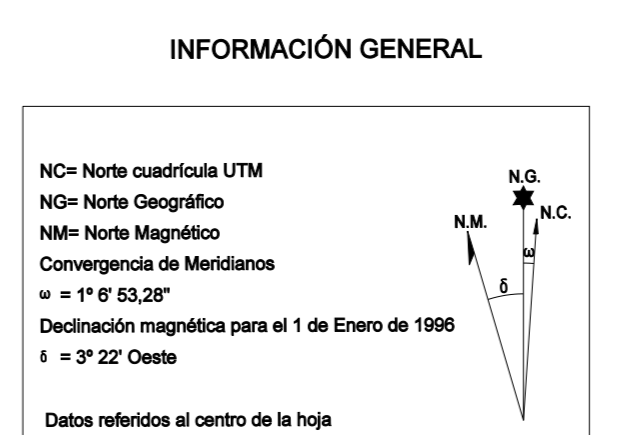 INFORMACIÓN GENERAL
NC= Norte cuadrícula UTM
NG= Norte Geográfico
NM= Norte Magnético
Convergencia de Meridianos
ω = 1º 6' 53,28"
Declinación magnética para el 1 de Enero de 1996
δ = 3º 22' Oeste
Datos referidos al centro de la hoja
N.G.
N.M.
N.C.
ω
δ